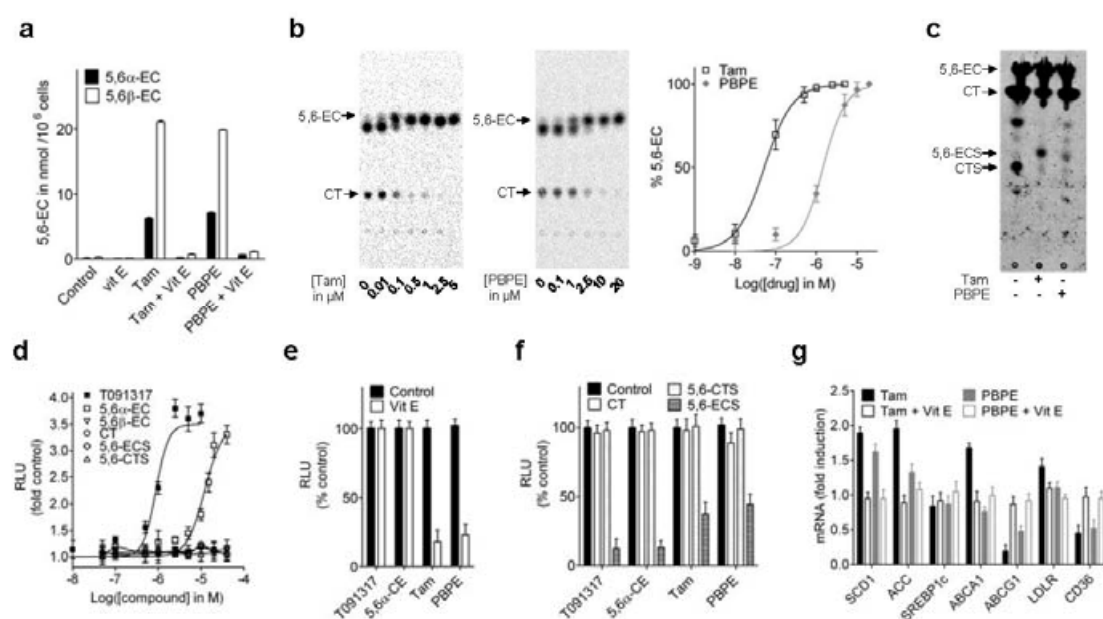 a
5,6α-EC
5,6β-EC
5,6-EC in nmol /10⁶ cells
20
10
0
Control
vit E
Tam
Tam + Vit E
PBPE
PBPE + Vit E
b
5,6-EC
CT
[Tam]
in µM
0
0.01
0.1
0.5
1
2.5
5
5,6-EC
CT
[PBPE]
in µM
0
0.1
1
2.5
10
20
Tam
PBPE
% 5,6-EC
100
50
0
-9 -8 -7 -6 -5
Log([drug] in M)
c
5,6-EC
CT
5,6-ECS
CTS
Tam - + -
PBPE - - +
d
T091317
5,6α-EC
5,6β-EC
CT
5,6-ECS
5,6-CTS
RLU
(fold control)
4.0
3.5
3.0
2.5
2.0
1.5
1.0
-8 -7 -6 -5 -4
Log([compound] in M)
e
Control
Vit E
RLU
(% control)
100
50
0
T091317
5,6α-CE
Tam
PBPE
f
Control
CT
5,6-CTS
5,6-ECS
RLU
(% control)
100
50
0
T091317
5,6α-CE
Tam
PBPE
g
Tam
Tam + Vit E
PBPE
PBPE + Vit E
mRNA (fold induction)
2.5
2.0
1.5
1.0
0.5
0.0
SCD1
ACC
SREBP1c
ABCA1
ABCG1
LDLR
CD36